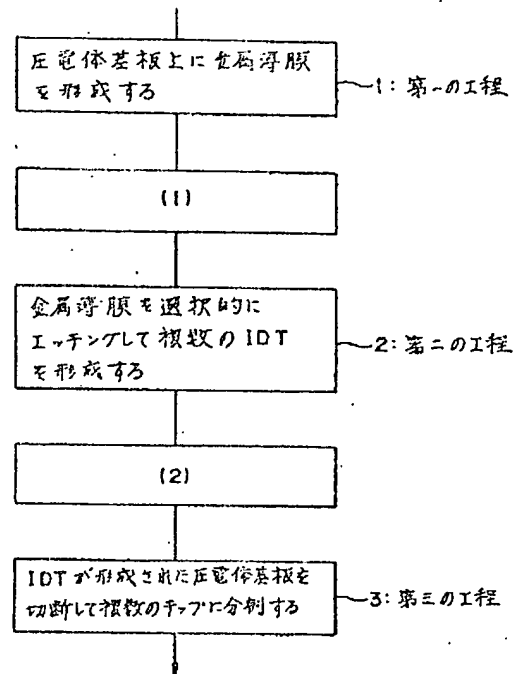 圧電体基板上に金属薄膜
を形成する
1: 第一の工程
(1)
金属薄膜を選択的に
エッチングして複数のIDT
を形成する
2: 第二の工程
(2)
IDTが形成された圧電体基板を
切断して複数のチップに分割する
3: 第三の工程